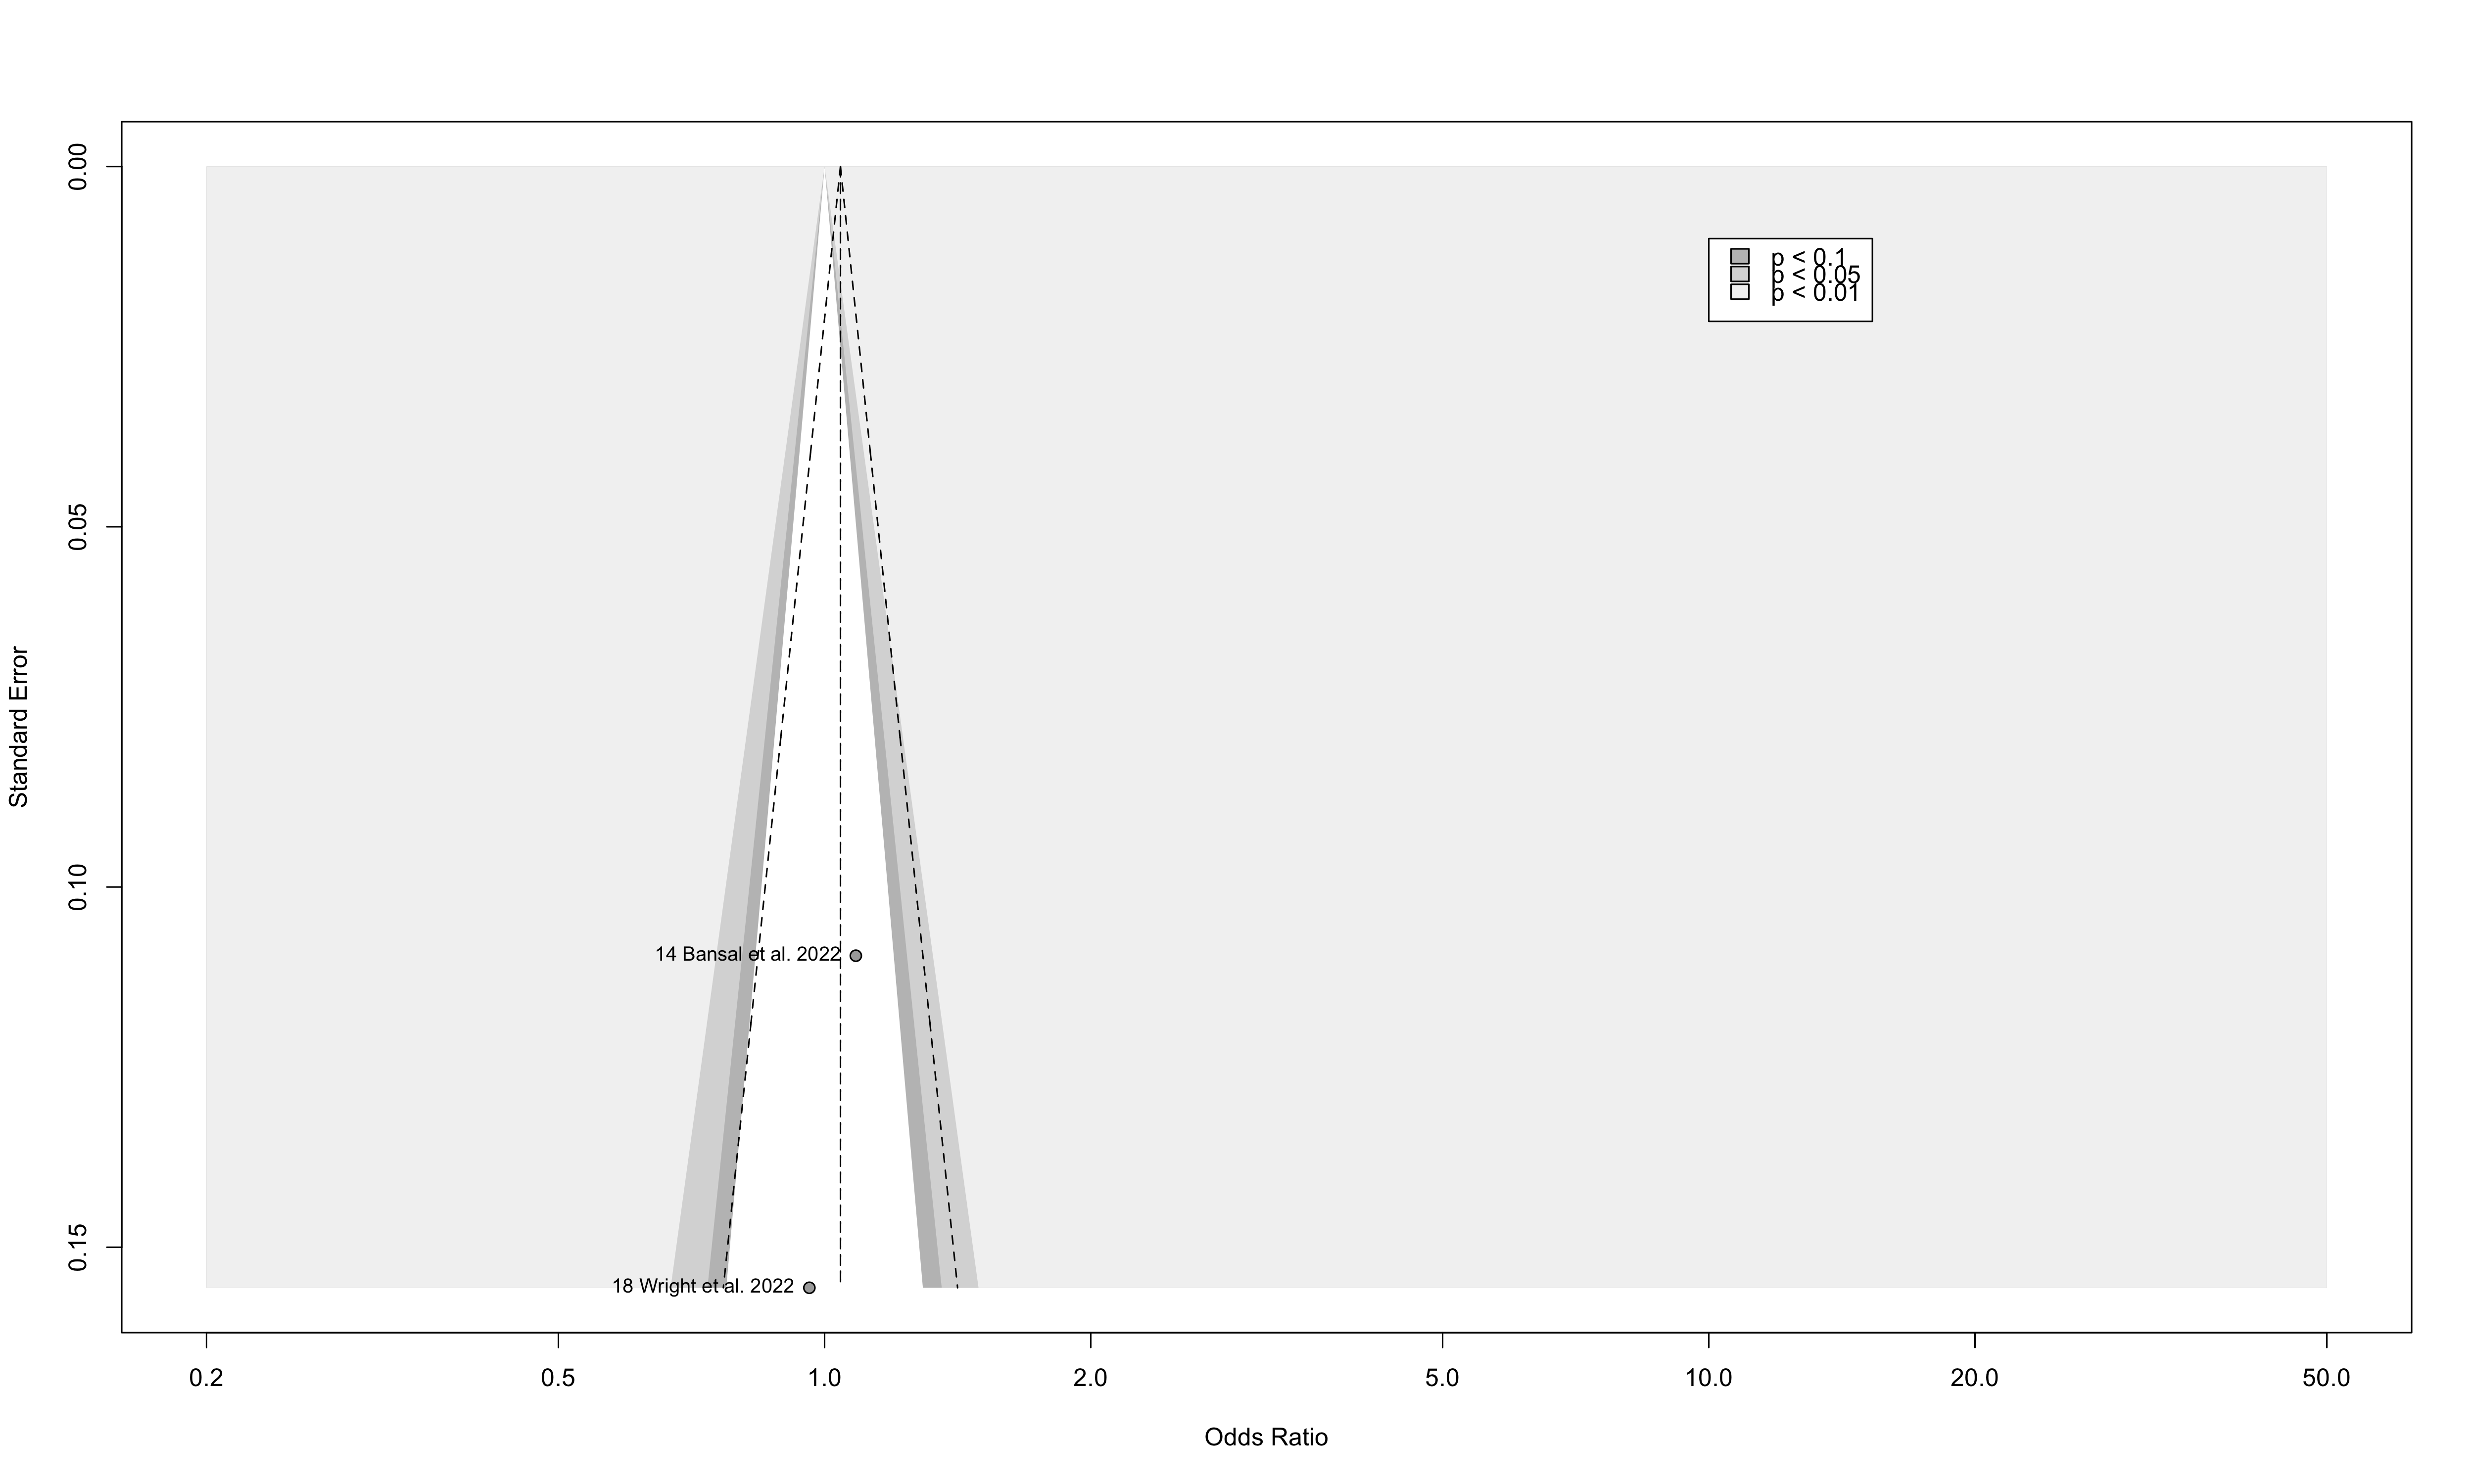 0.00
p < 0.1
p < 0.05
p < 0.01
0.05
Standard Error
0.10
14 Bansal et al. 2022
0.15
18 Wright et al. 2022
0.2 0.5 1.0 2.0 5.0 10.0 20.0 50.0
Odds Ratio